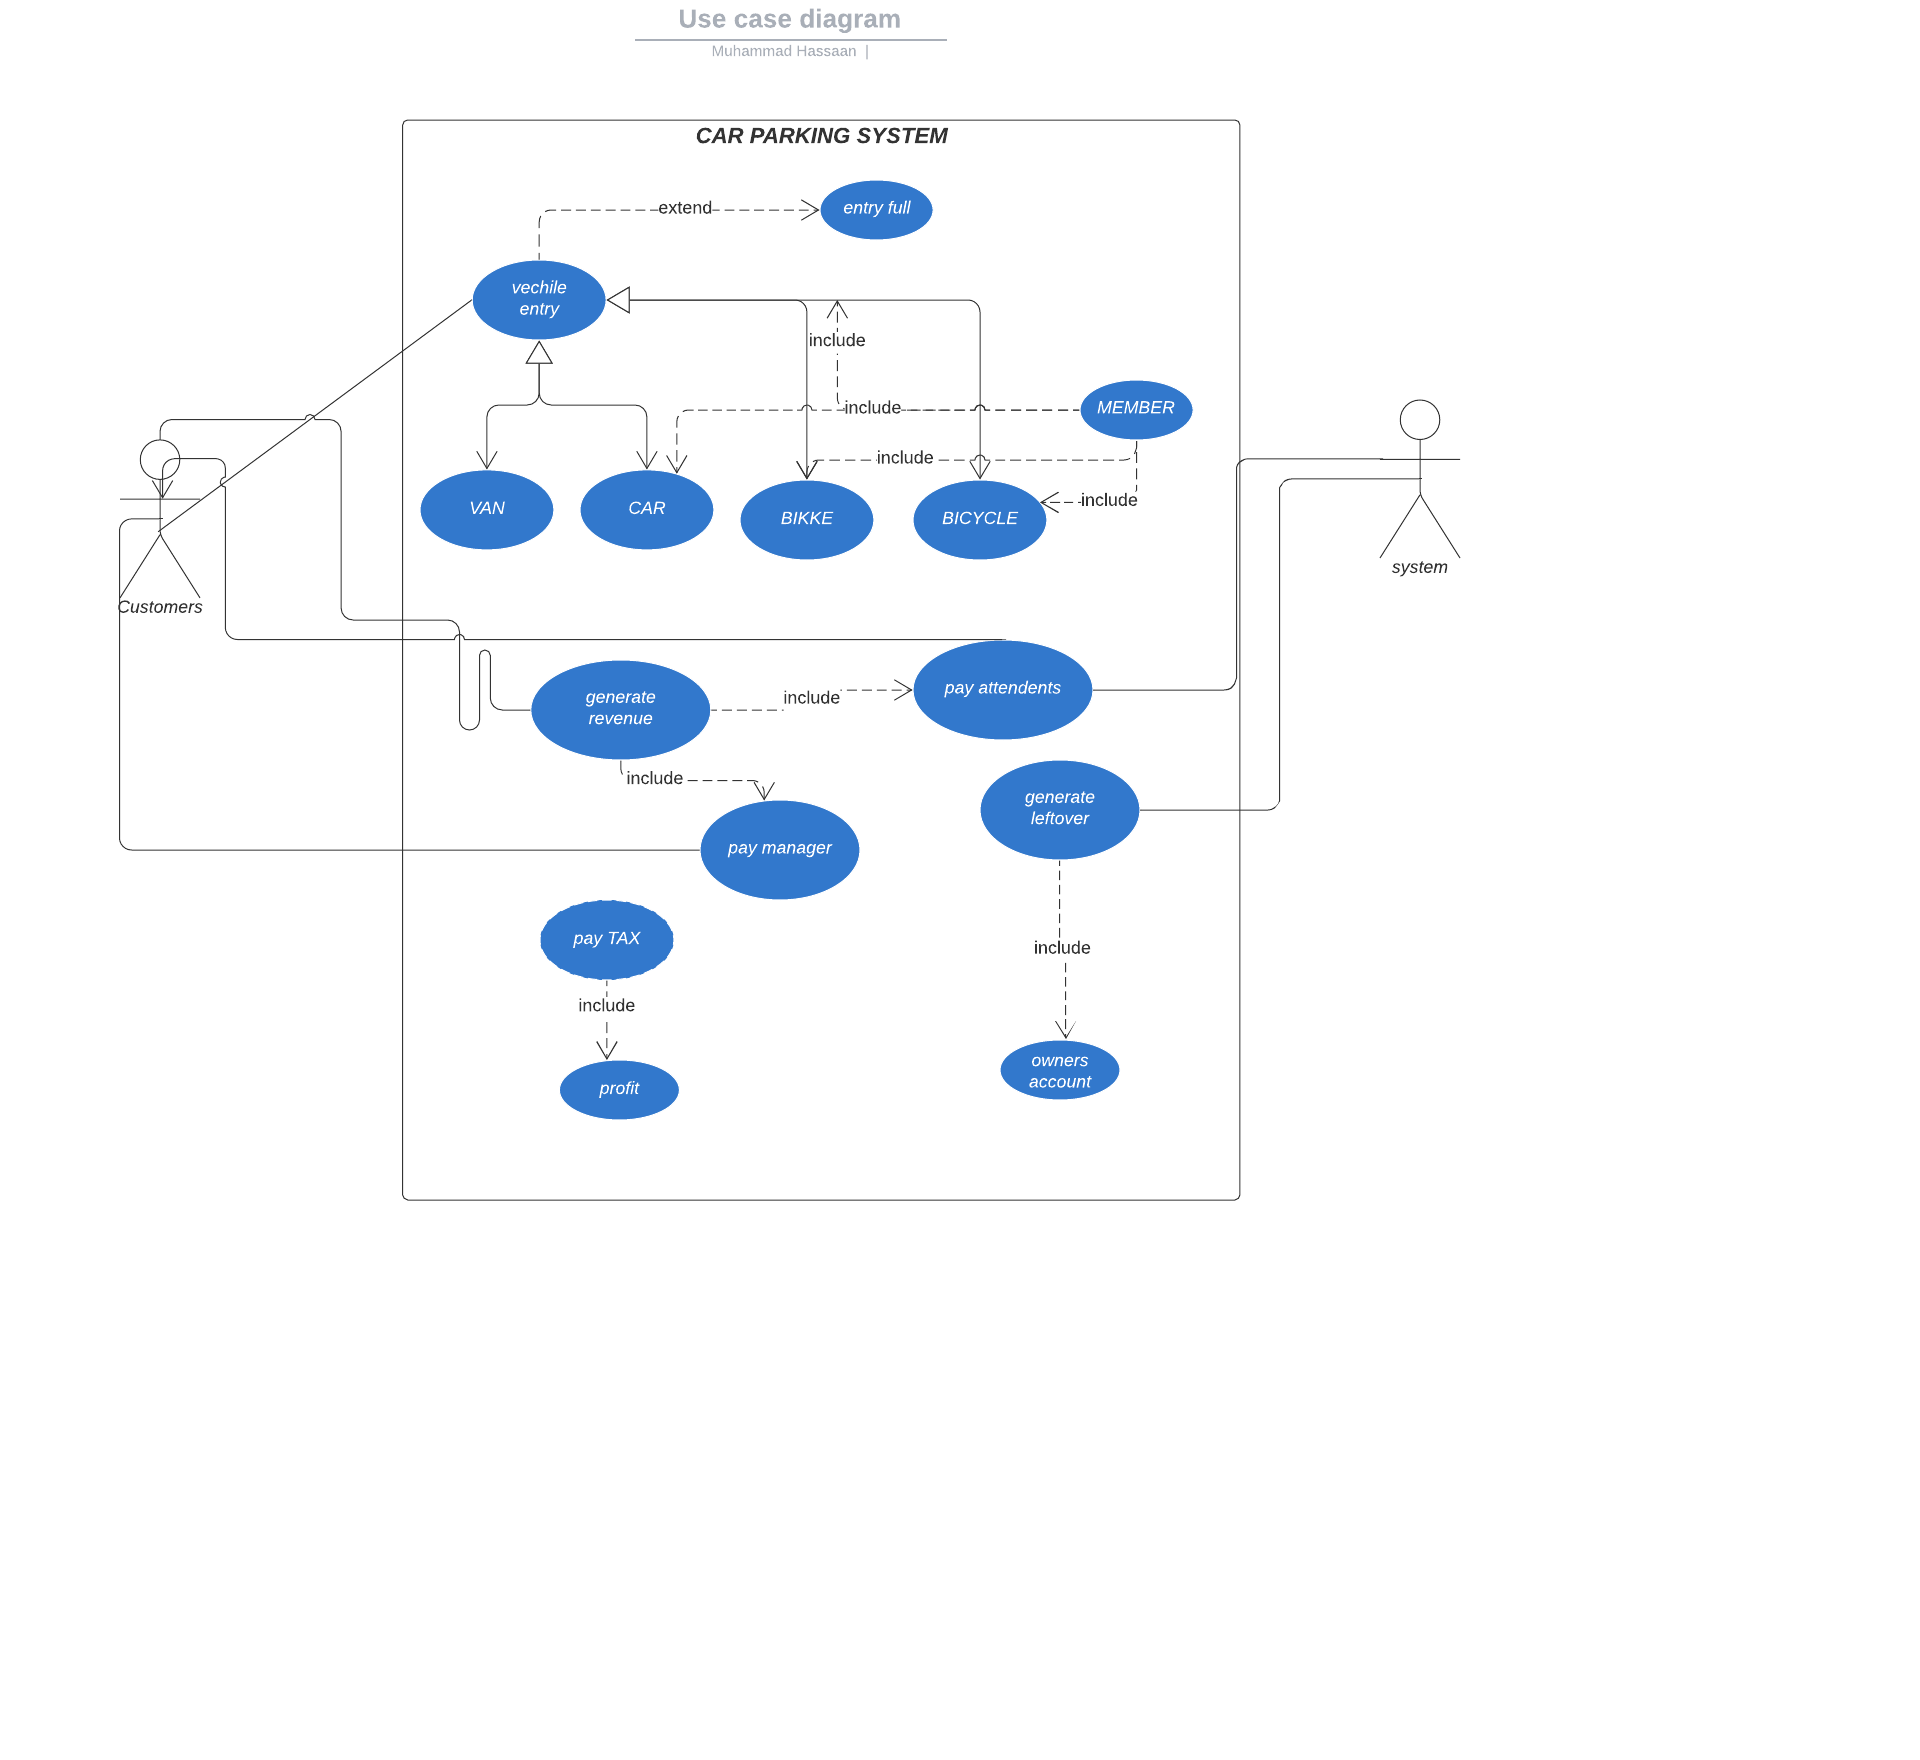 Use case diagram
Muhammad Hassaan |
CAR PARKING SYSTEM
extend
entry full
vechile
entry
include
include
MEMBER
include
include
VAN
CAR
BIKKE
BICYCLE
system
Customers
generate
revenue
include
pay attendents
include
generate
leftover
pay manager
pay TAX
include
include
owners
account
profit